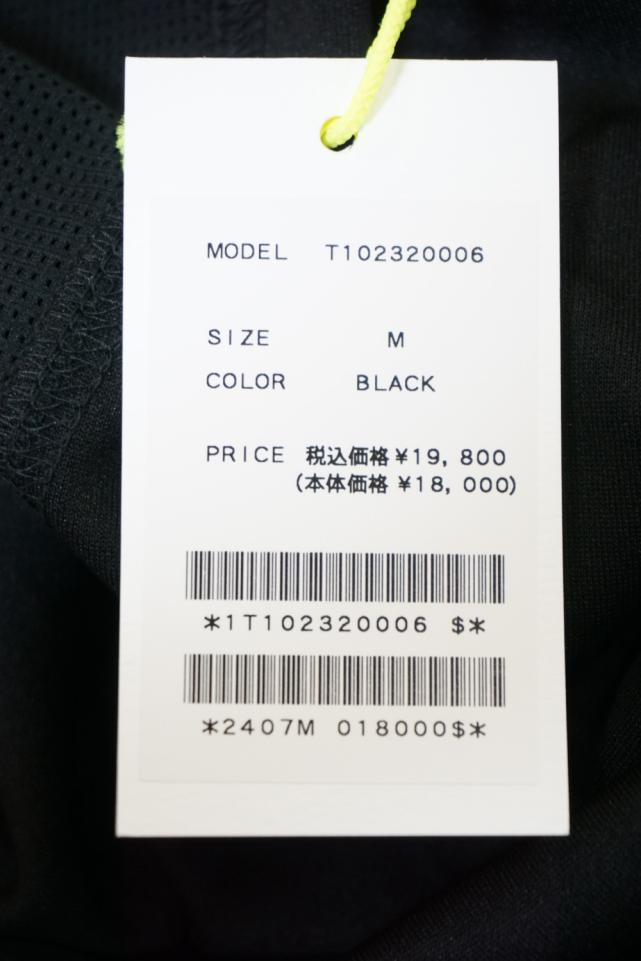 MODEL T102320006
SIZE M
COLOR BLACK
PRICE 税込価格 ¥19, 800
(本体価格 ¥18, 000)
*1T102320006 $*
*2407M 018000$*